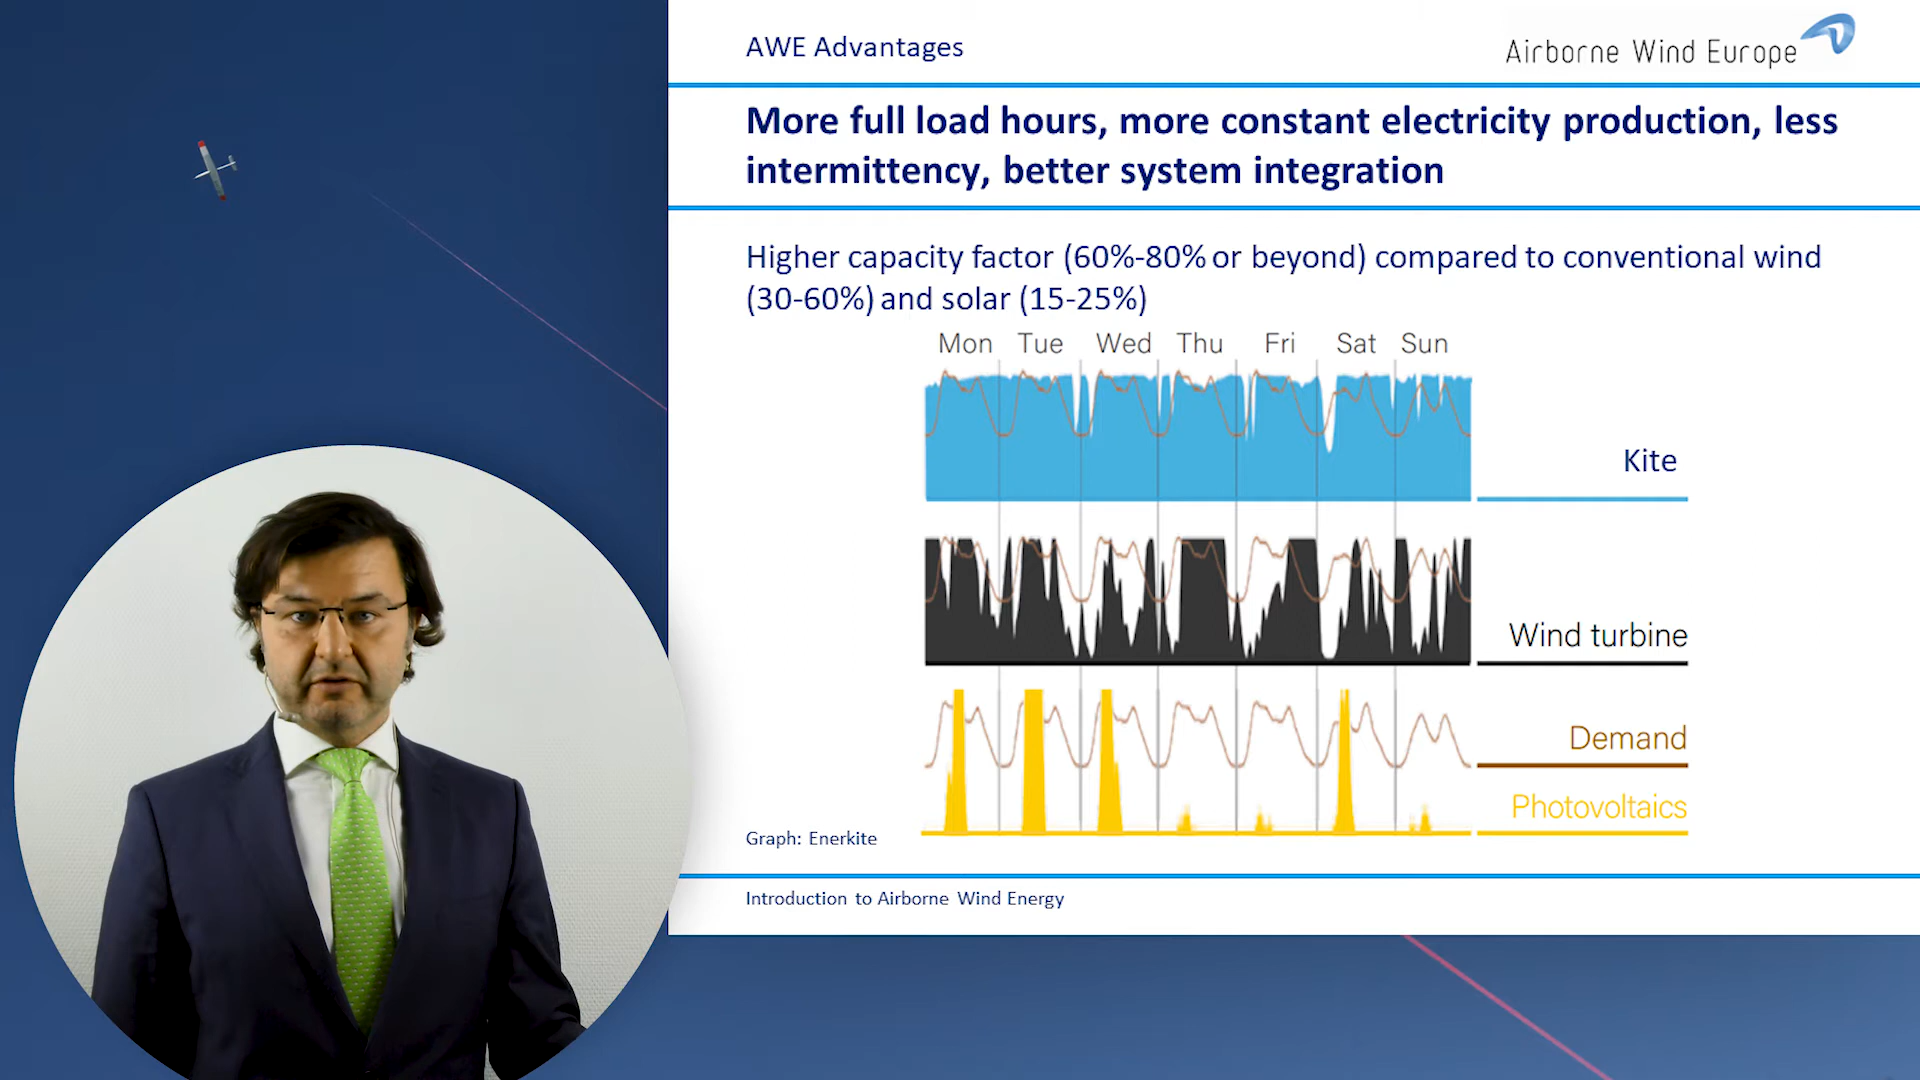 AWE Advantages
Airborne Wind Europe
More full load hours, more constant electricity production, less
intermittency, better system integration
Higher capacity factor (60%-80% or beyond) compared to conventional wind
(30-60%) and solar (15-25%)
Mon Tue Wed Thu Fri Sat Sun
Kite
Wind turbine
Demand
Photovoltaics
Graph: Enerkite
Introduction to Airborne Wind Energy